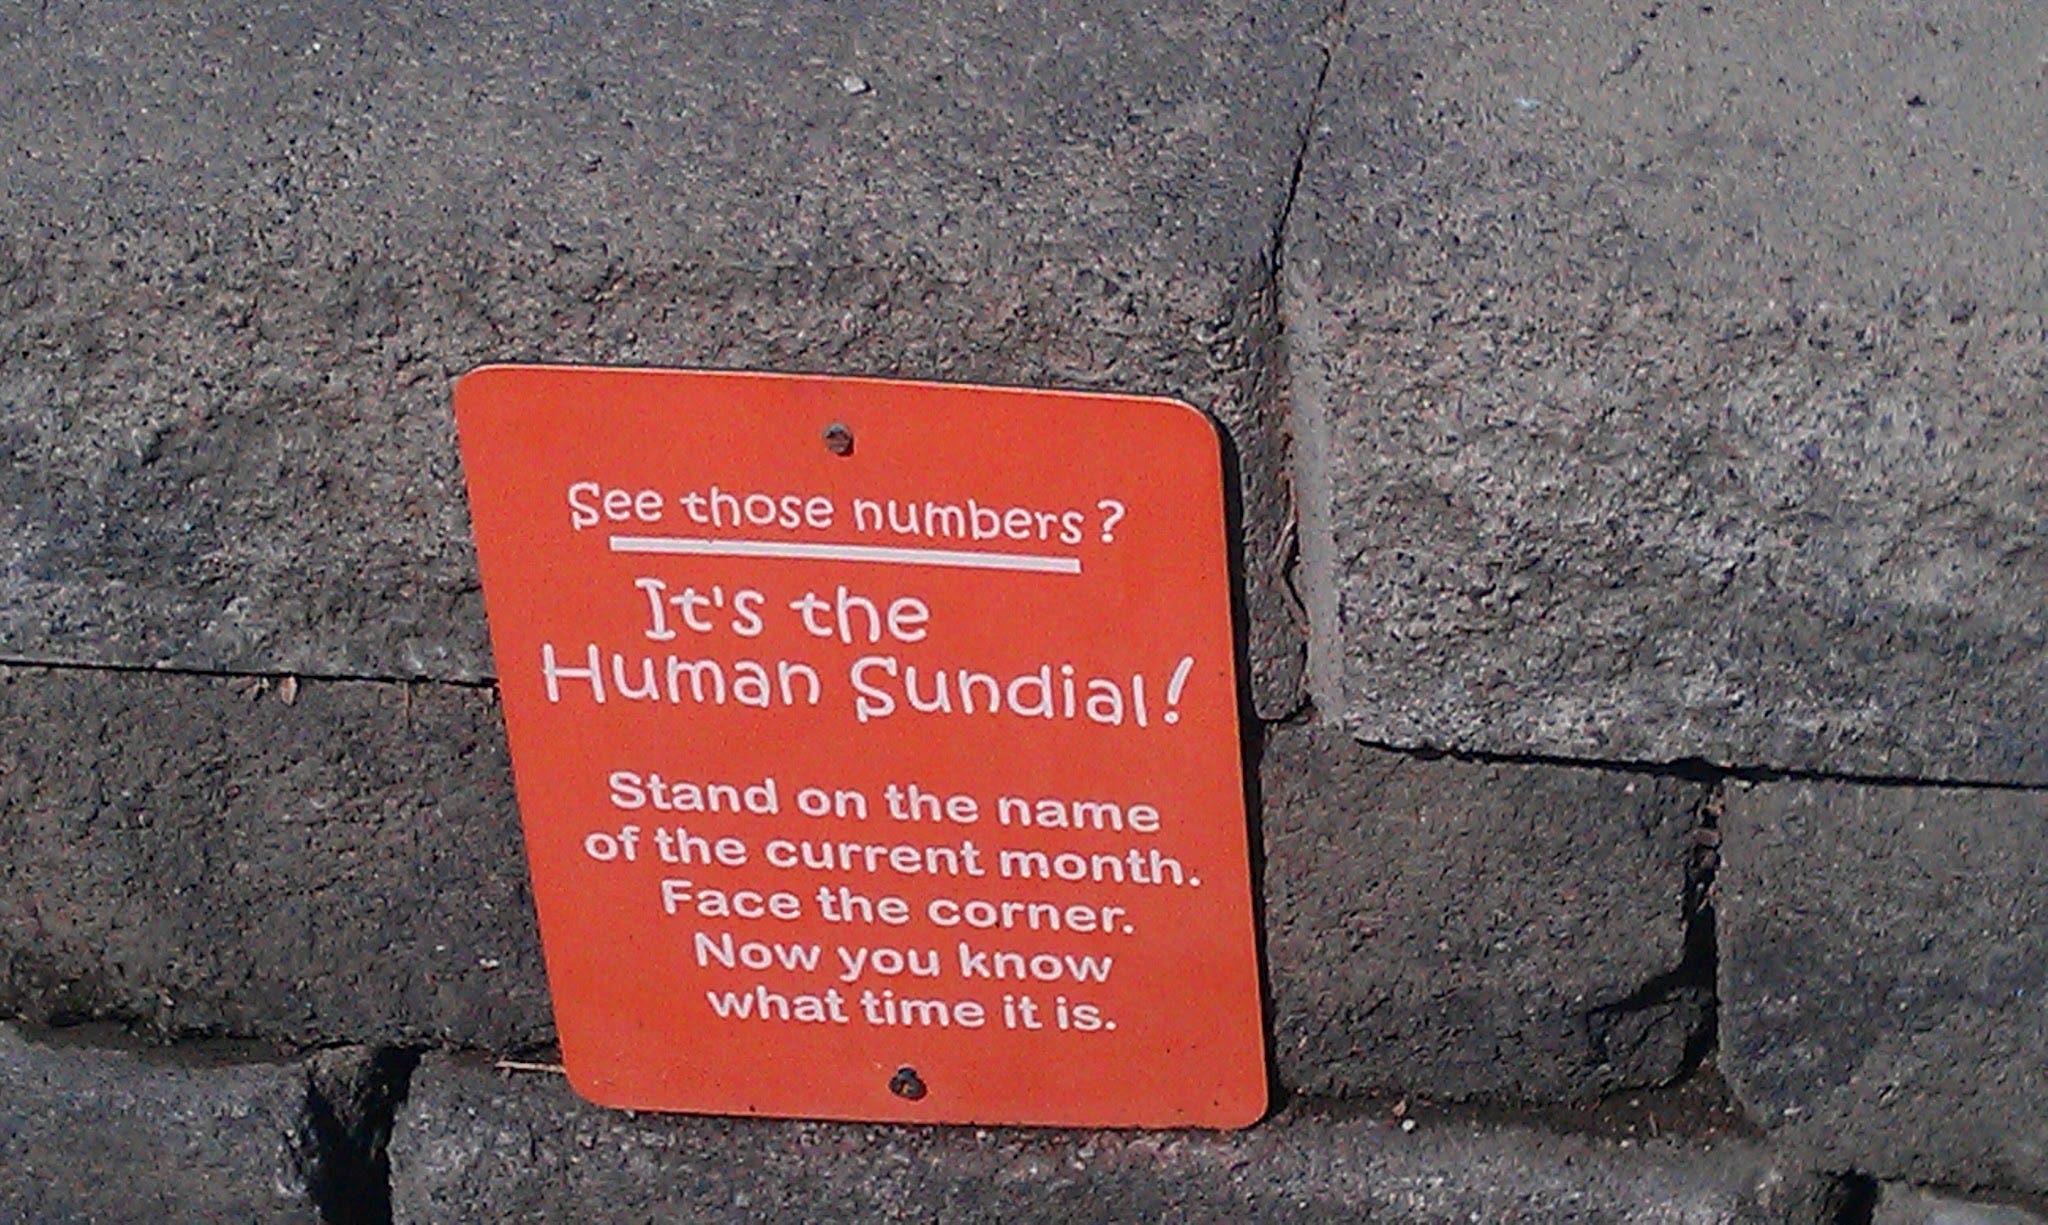 See those numbers?
It's the
Human Sundial!
Stand on the name
of the current month.
Face the corner.
Now you know
what time it is.